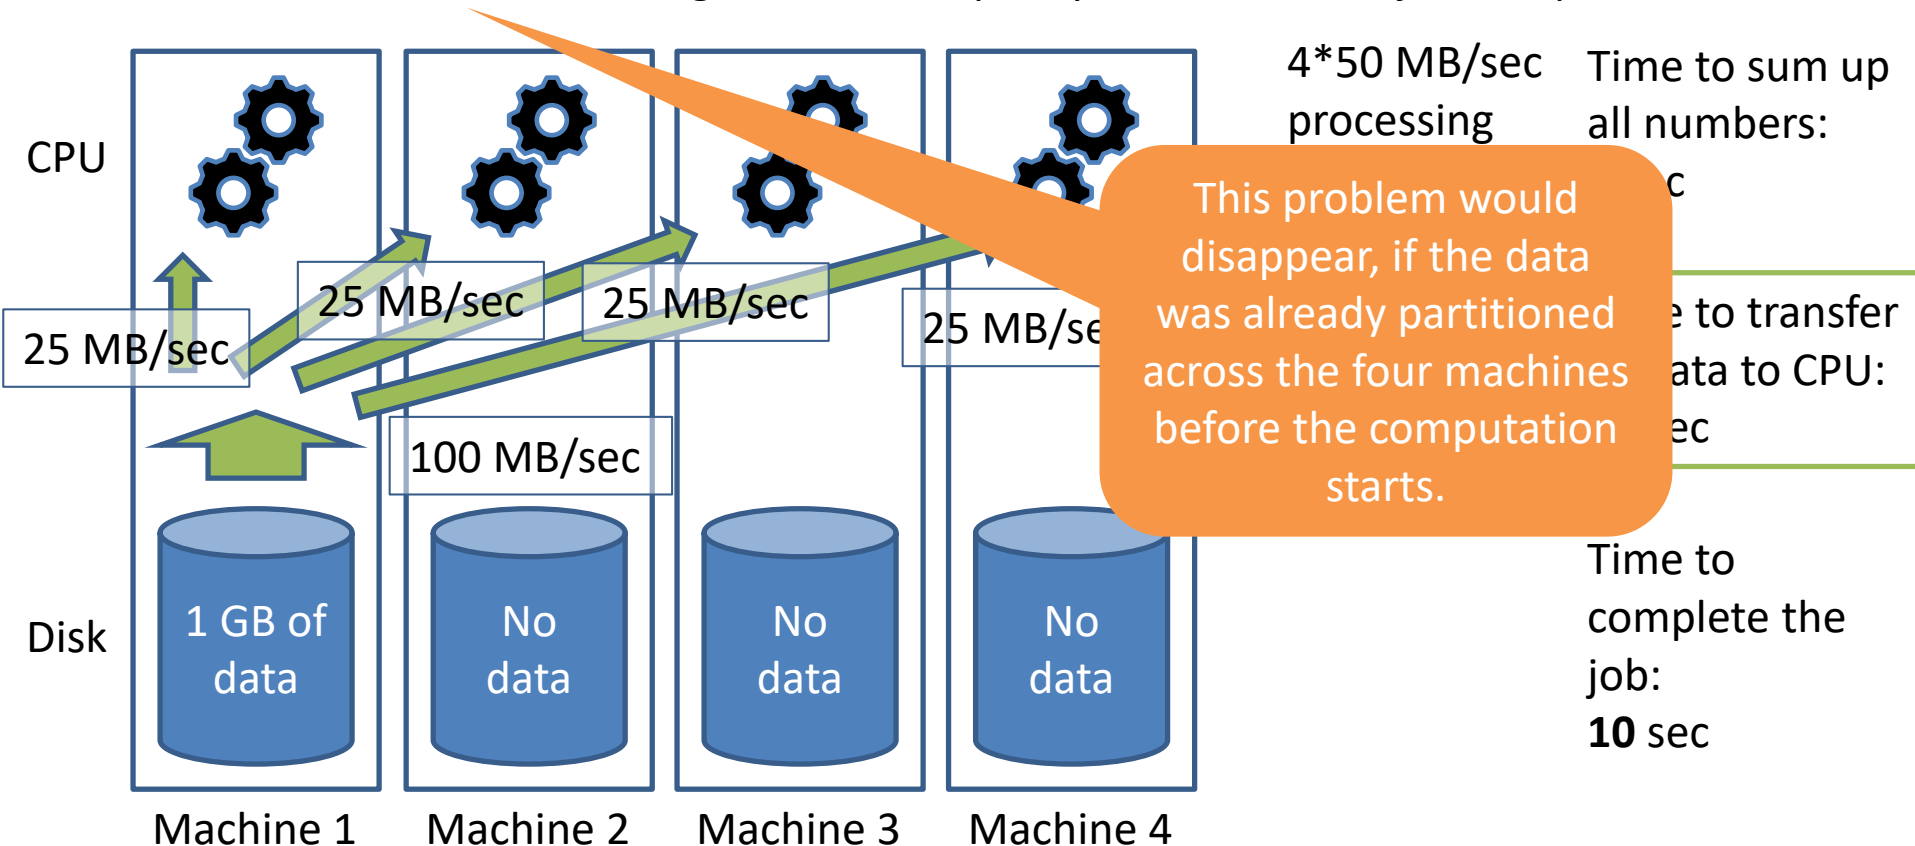 4*50 MB/sec
processing
Time to sum up
all numbers:
CPU
This problem would
disappear, if the data
was already partitioned
across the four machines
before the computation
starts.
25 MB/sec
25 MB/sec
25 MB/sec
25 MB/se
to transfer
to CPU:
100 MB/sec
Disk
1 GB of
data
No
data
No
data
No
data
Time to
complete the
job:
10 sec
Machine 1
Machine 2
Machine 3
Machine 4